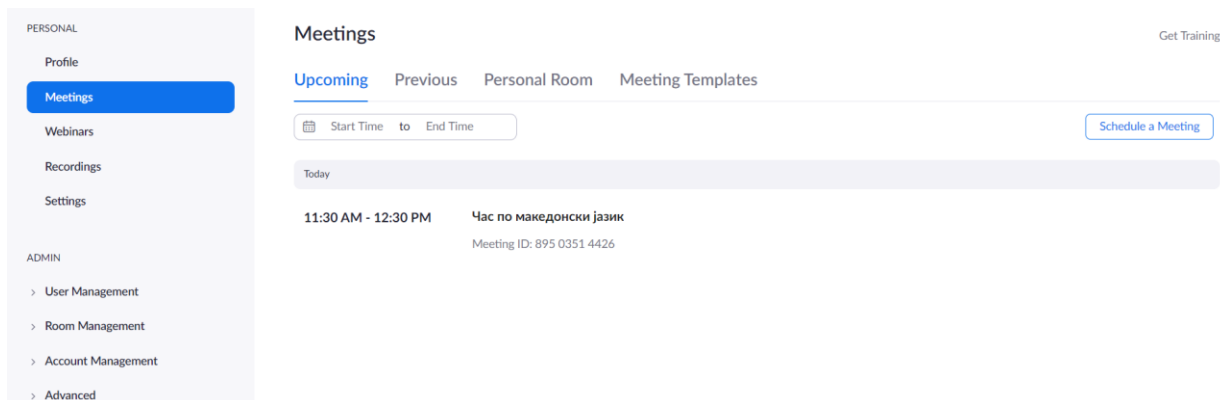 PERSONAL
Profile
Meetings
Webinars
Recordings
Settings
ADMIN
> User Management
> Room Management
> Account Management
> Advanced
Meetings
Get Training
Upcoming Previous Personal Room Meeting Templates
Start Time to End Time
Schedule a Meeting
Today
11:30 AM - 12:30 PM Час по македонски јазик
Meeting ID: 895 0351 4426